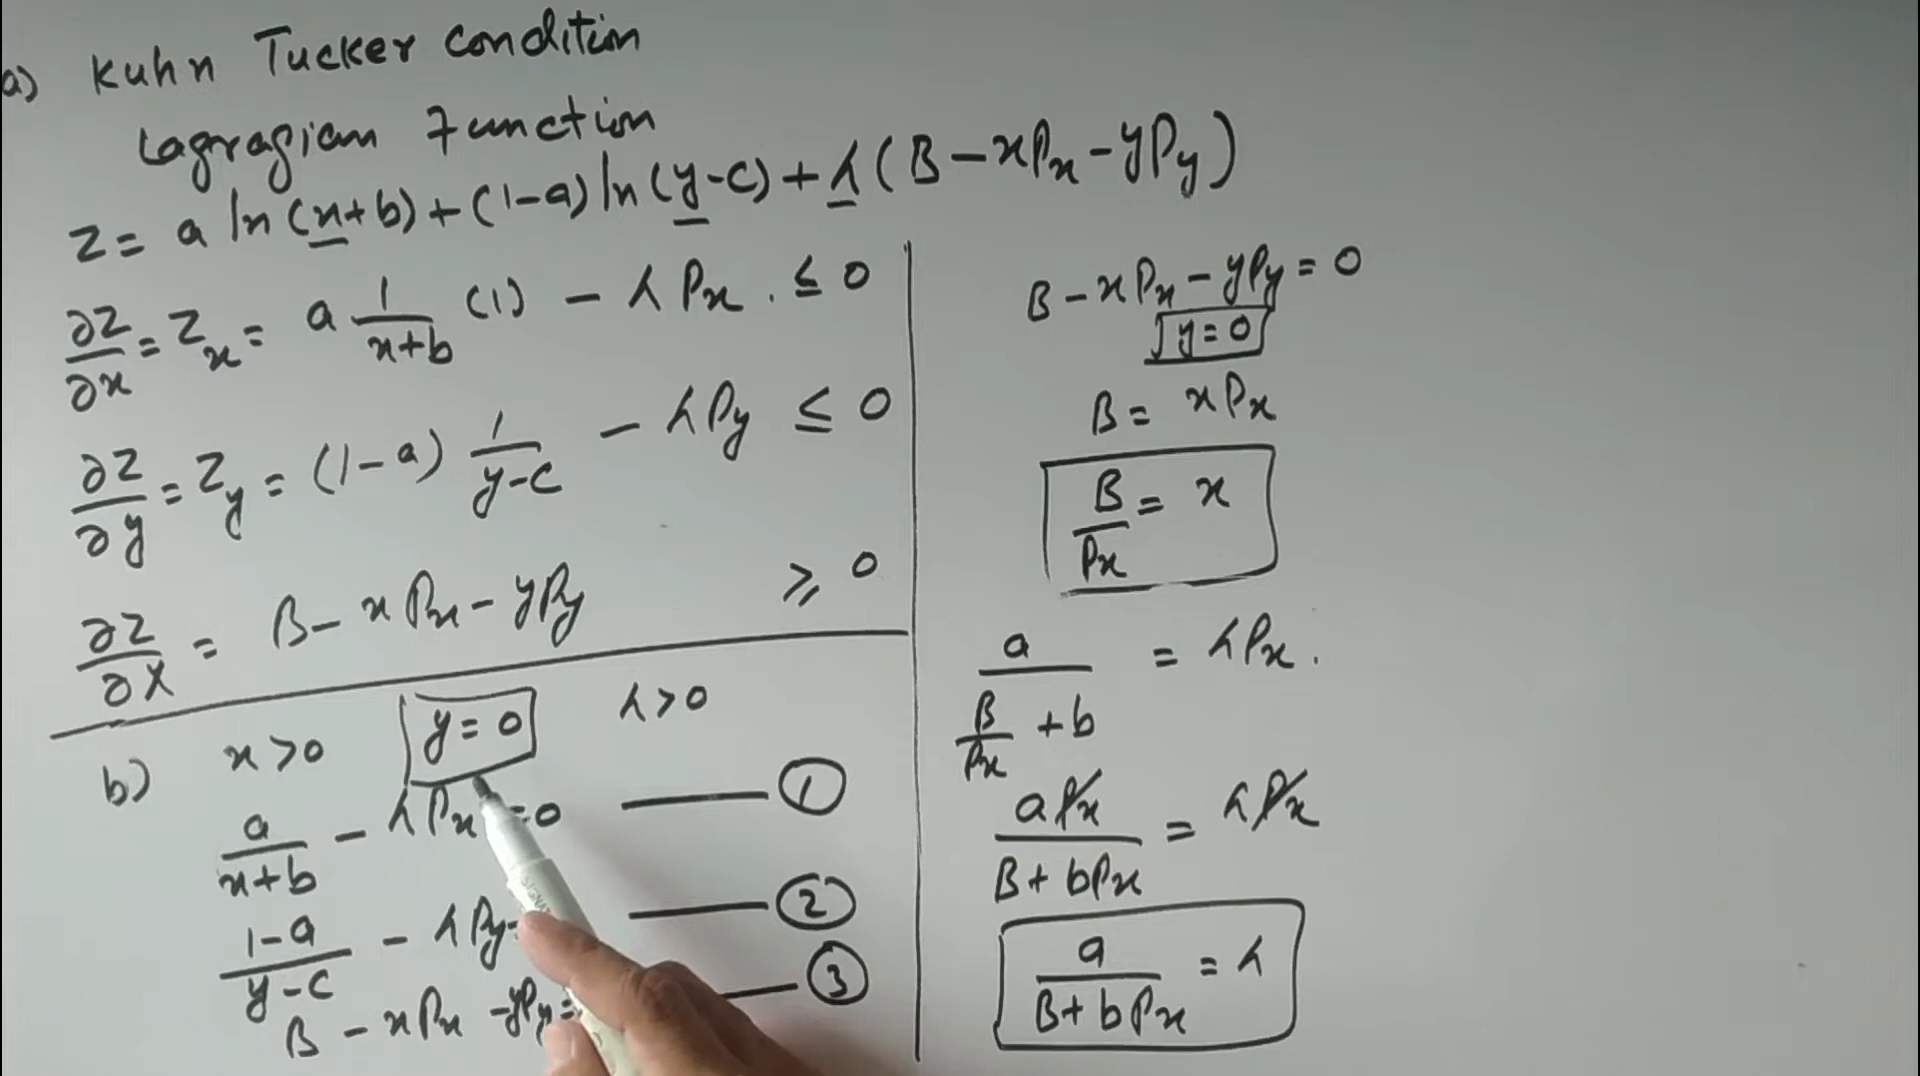 a) Kuhn Tucker condition
Lagragian Function
Z = a ln (x+b) + (1-a) ln (y-c) + λ (B - xPx - yPy)
∂Z/∂x = Zx = a 1/(x+b) (1) - λPx . ≤ 0
∂Z/∂y = Zy = (1-a) 1/(y-c) - λPy ≤ 0
∂Z/∂λ = B - xPx - yPy ≥ 0
b) x>0 y=0 λ>0
a/(x+b) - λPx =0 — 1
(1-a)/(y-c) - λPy = — 2
B - xPx - yPy = — 3
B - xPx - yPy = 0
y=0
B = xPx
B/Px = x
a/(B/Px + b) = λPx .
aPx/(B + bPx) = λPx
a/(B + bPx) = λ